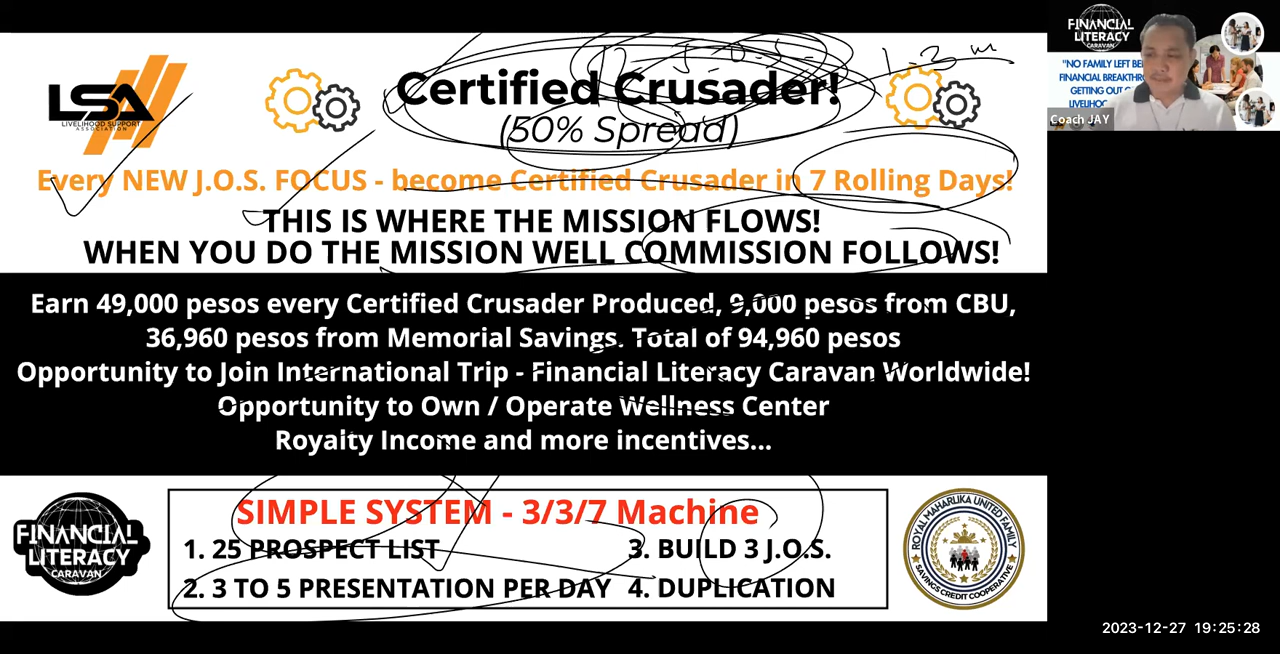 LSA
LIVELIHOOD SUPPORT
ASSOCIATION
Certified Crusader!
(50% Spread)
Every NEW J.O.S. FOCUS - become Certified Crusader in 7 Rolling Days!
THIS IS WHERE THE MISSION FLOWS!
WHEN YOU DO THE MISSION WELL COMMISSION FOLLOWS!
Earn 49,000 pesos every Certified Crusader Produced, 9,000 pesos from CBU,
36,960 pesos from Memorial Savings. Total of 94,960 pesos
Opportunity to Join International Trip - Financial Literacy Caravan Worldwide!
Opportunity to Own / Operate Wellness Center
Royalty Income and more incentives...
SIMPLE SYSTEM - 3/3/7 Machine
1. 25 PROSPECT LIST
2. 3 TO 5 PRESENTATION PER DAY
3. BUILD 3 J.O.S.
4. DUPLICATION
FINANCIAL
LITERACY
CARAVAN
ROYAL MAHARLIKA UNITED FAMILY
SAVINGS CREDIT COOPERATIVE
FINANCIAL
LITERACY
CARAVAN
"NO FAMILY LEFT
FINANCIAL
GETTING OUT
Coach JAY
2023-12-27 19:25:28